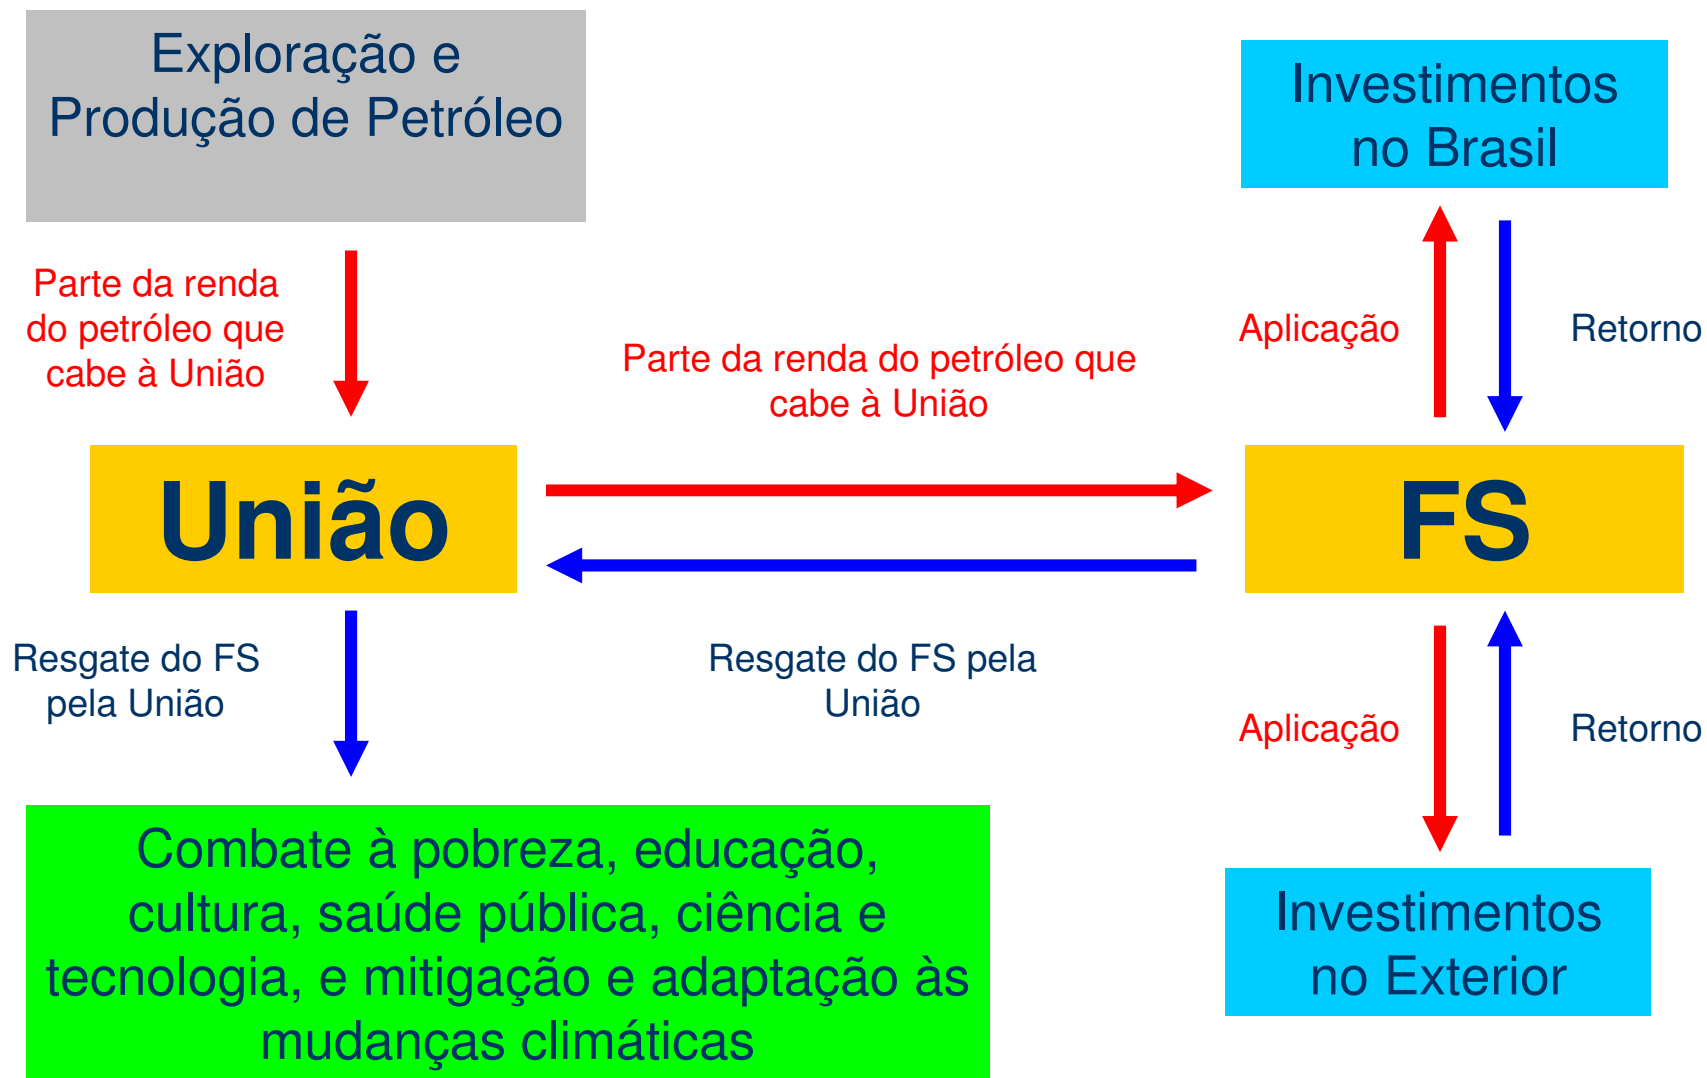 Exploração e
Produção de Petróleo
Investimentos
no Brasil
Parte da renda
do petróleo que
cabe à União
Parte da renda do petróleo que
cabe à União
Aplicação
Retorno
União
FS
Resgate do FS
pela União
Resgate do FS pela
União
Aplicação
Retorno
Combate à pobreza, educação,
cultura, saúde pública, ciência e
tecnologia, e mitigação e adaptação às
mudanças climáticas
Investimentos
no Exterior